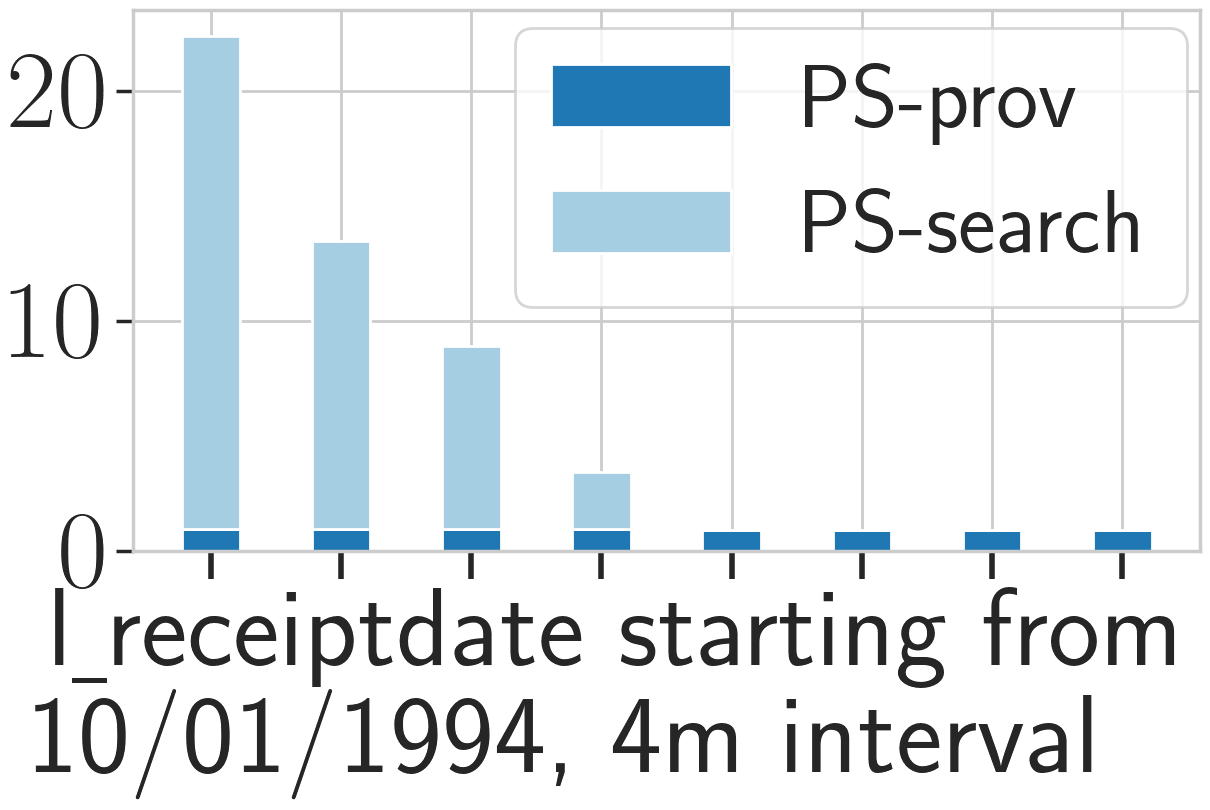 20
10
0
PS-prov
PS-search
l_receiptdate starting from
10/01/1994, 4m interval